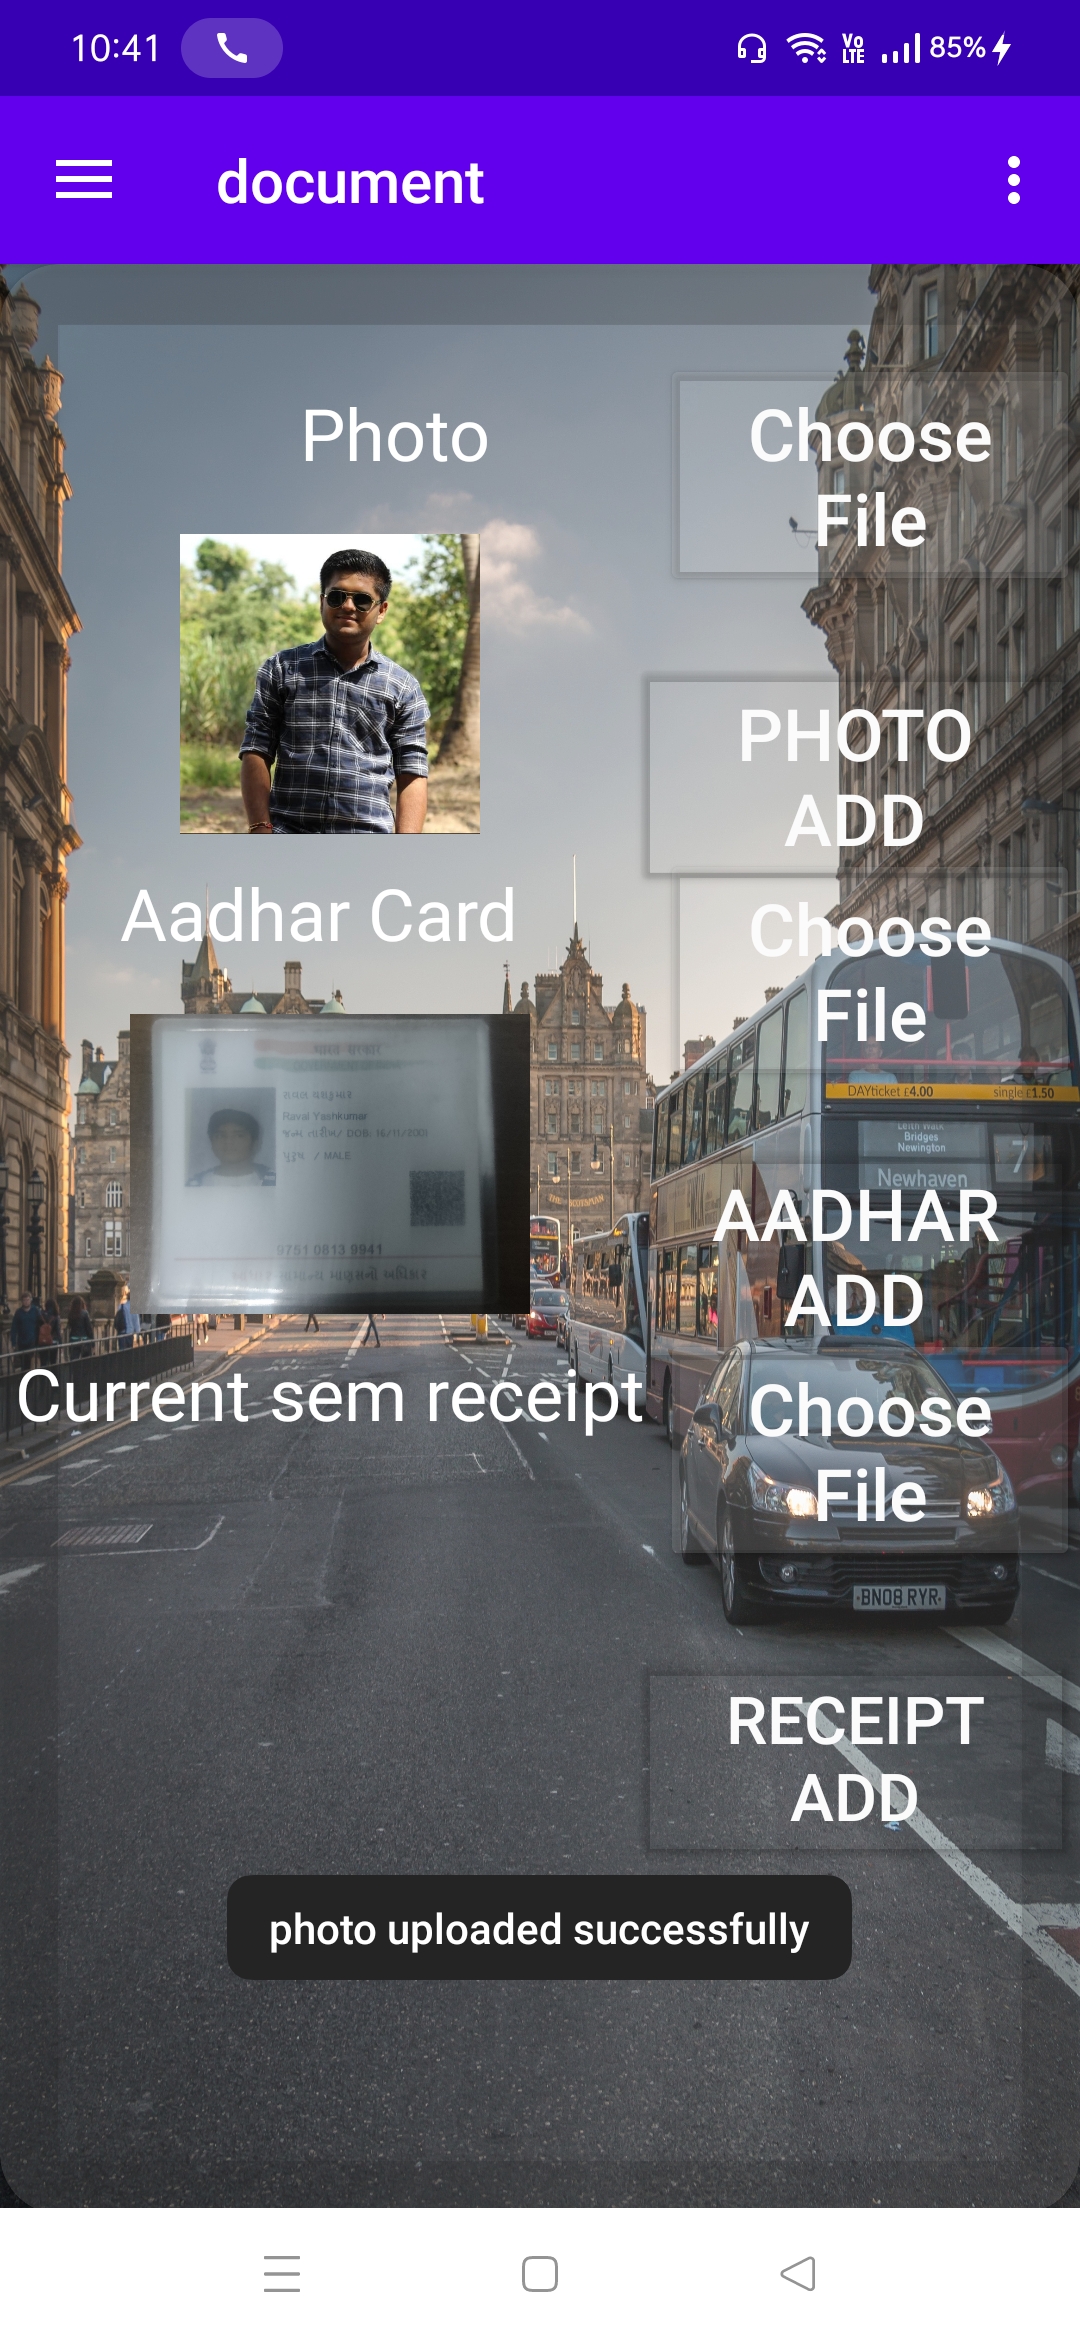 10:41
Vo
LTE
85%
document
Photo
Choose
File
PHOTO
ADD
Aadhar Card
Choose
File
भारत सरकार
Raval Yashkumar
/ DOB: 16/11/2001
/ MALE
9751 0813 9941
DAYticket £4.00
single £1.50
Leith Walk
Bridges
Newington
7
Newhaven
THE SCOTSMAN
AADHAR
ADD
Current sem receipt
Choose
File
BN08 RYR
RECEIPT
ADD
photo uploaded successfully